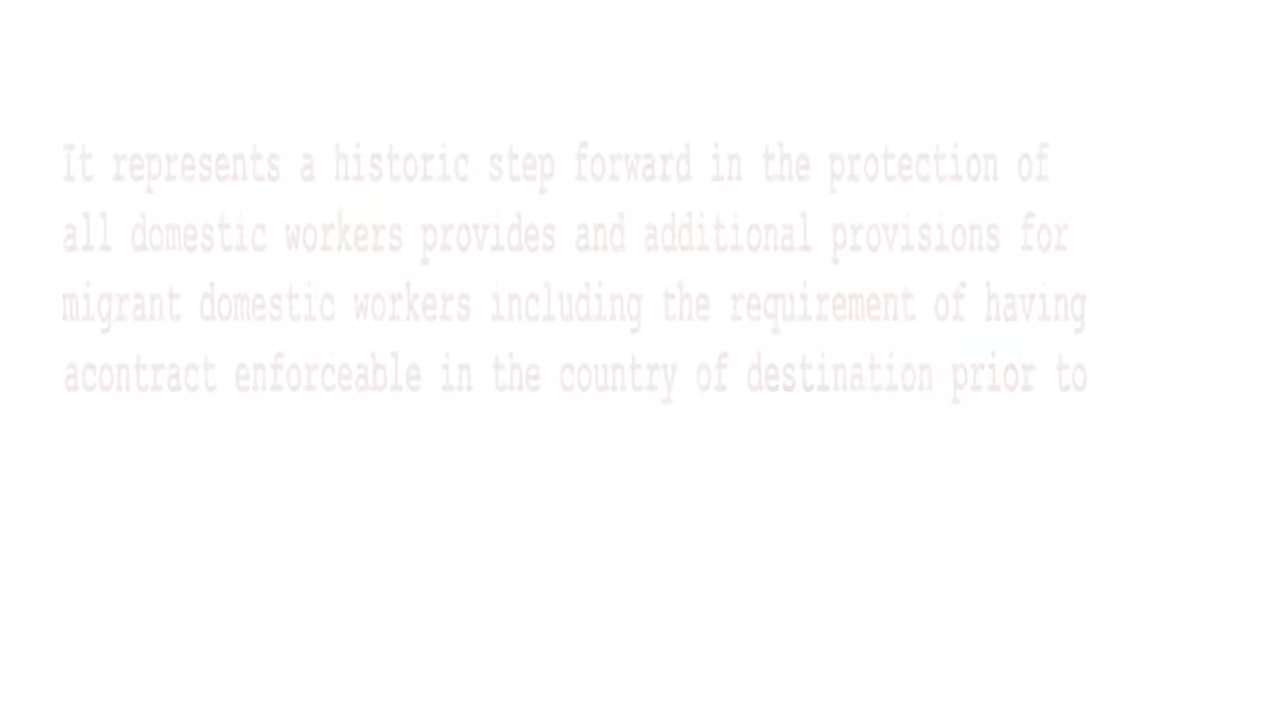 It represents a historic step forward in the protection of
all domestic workers provides and additional provisions for
migrant domestic workers including the requirement of having
acontract enforceable in the country of destination prior to